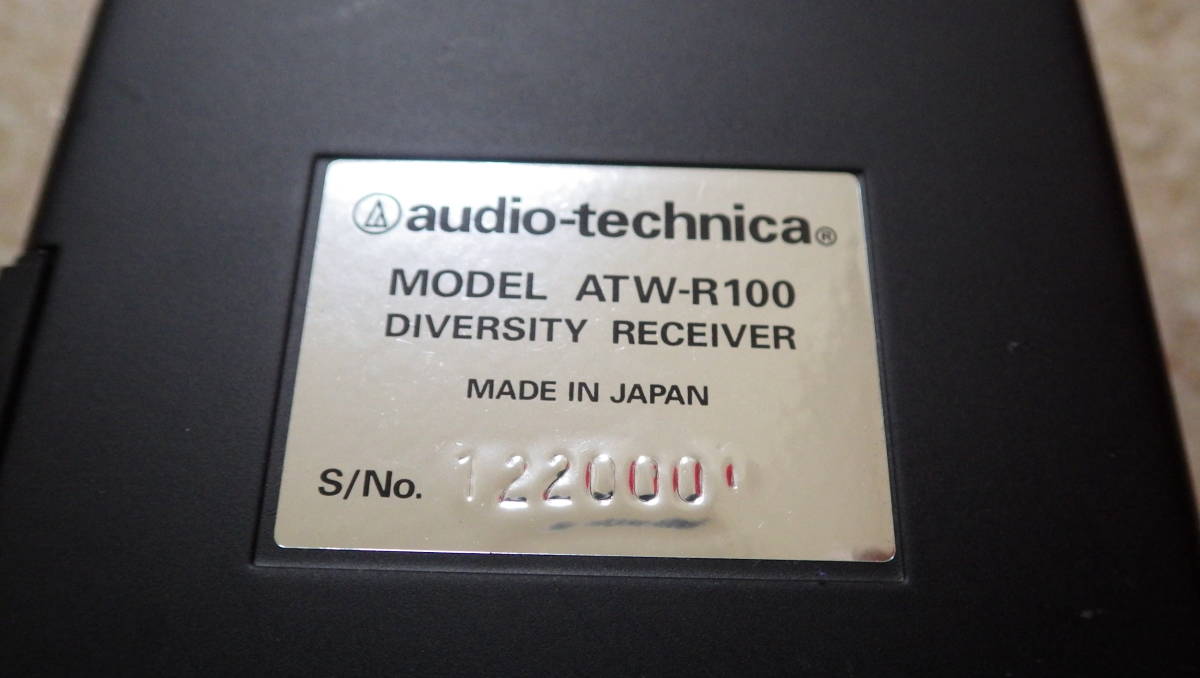 audio-technica®
MODEL ATW-R100
DIVERSITY RECEIVER
MADE IN JAPAN
S/No. 122000